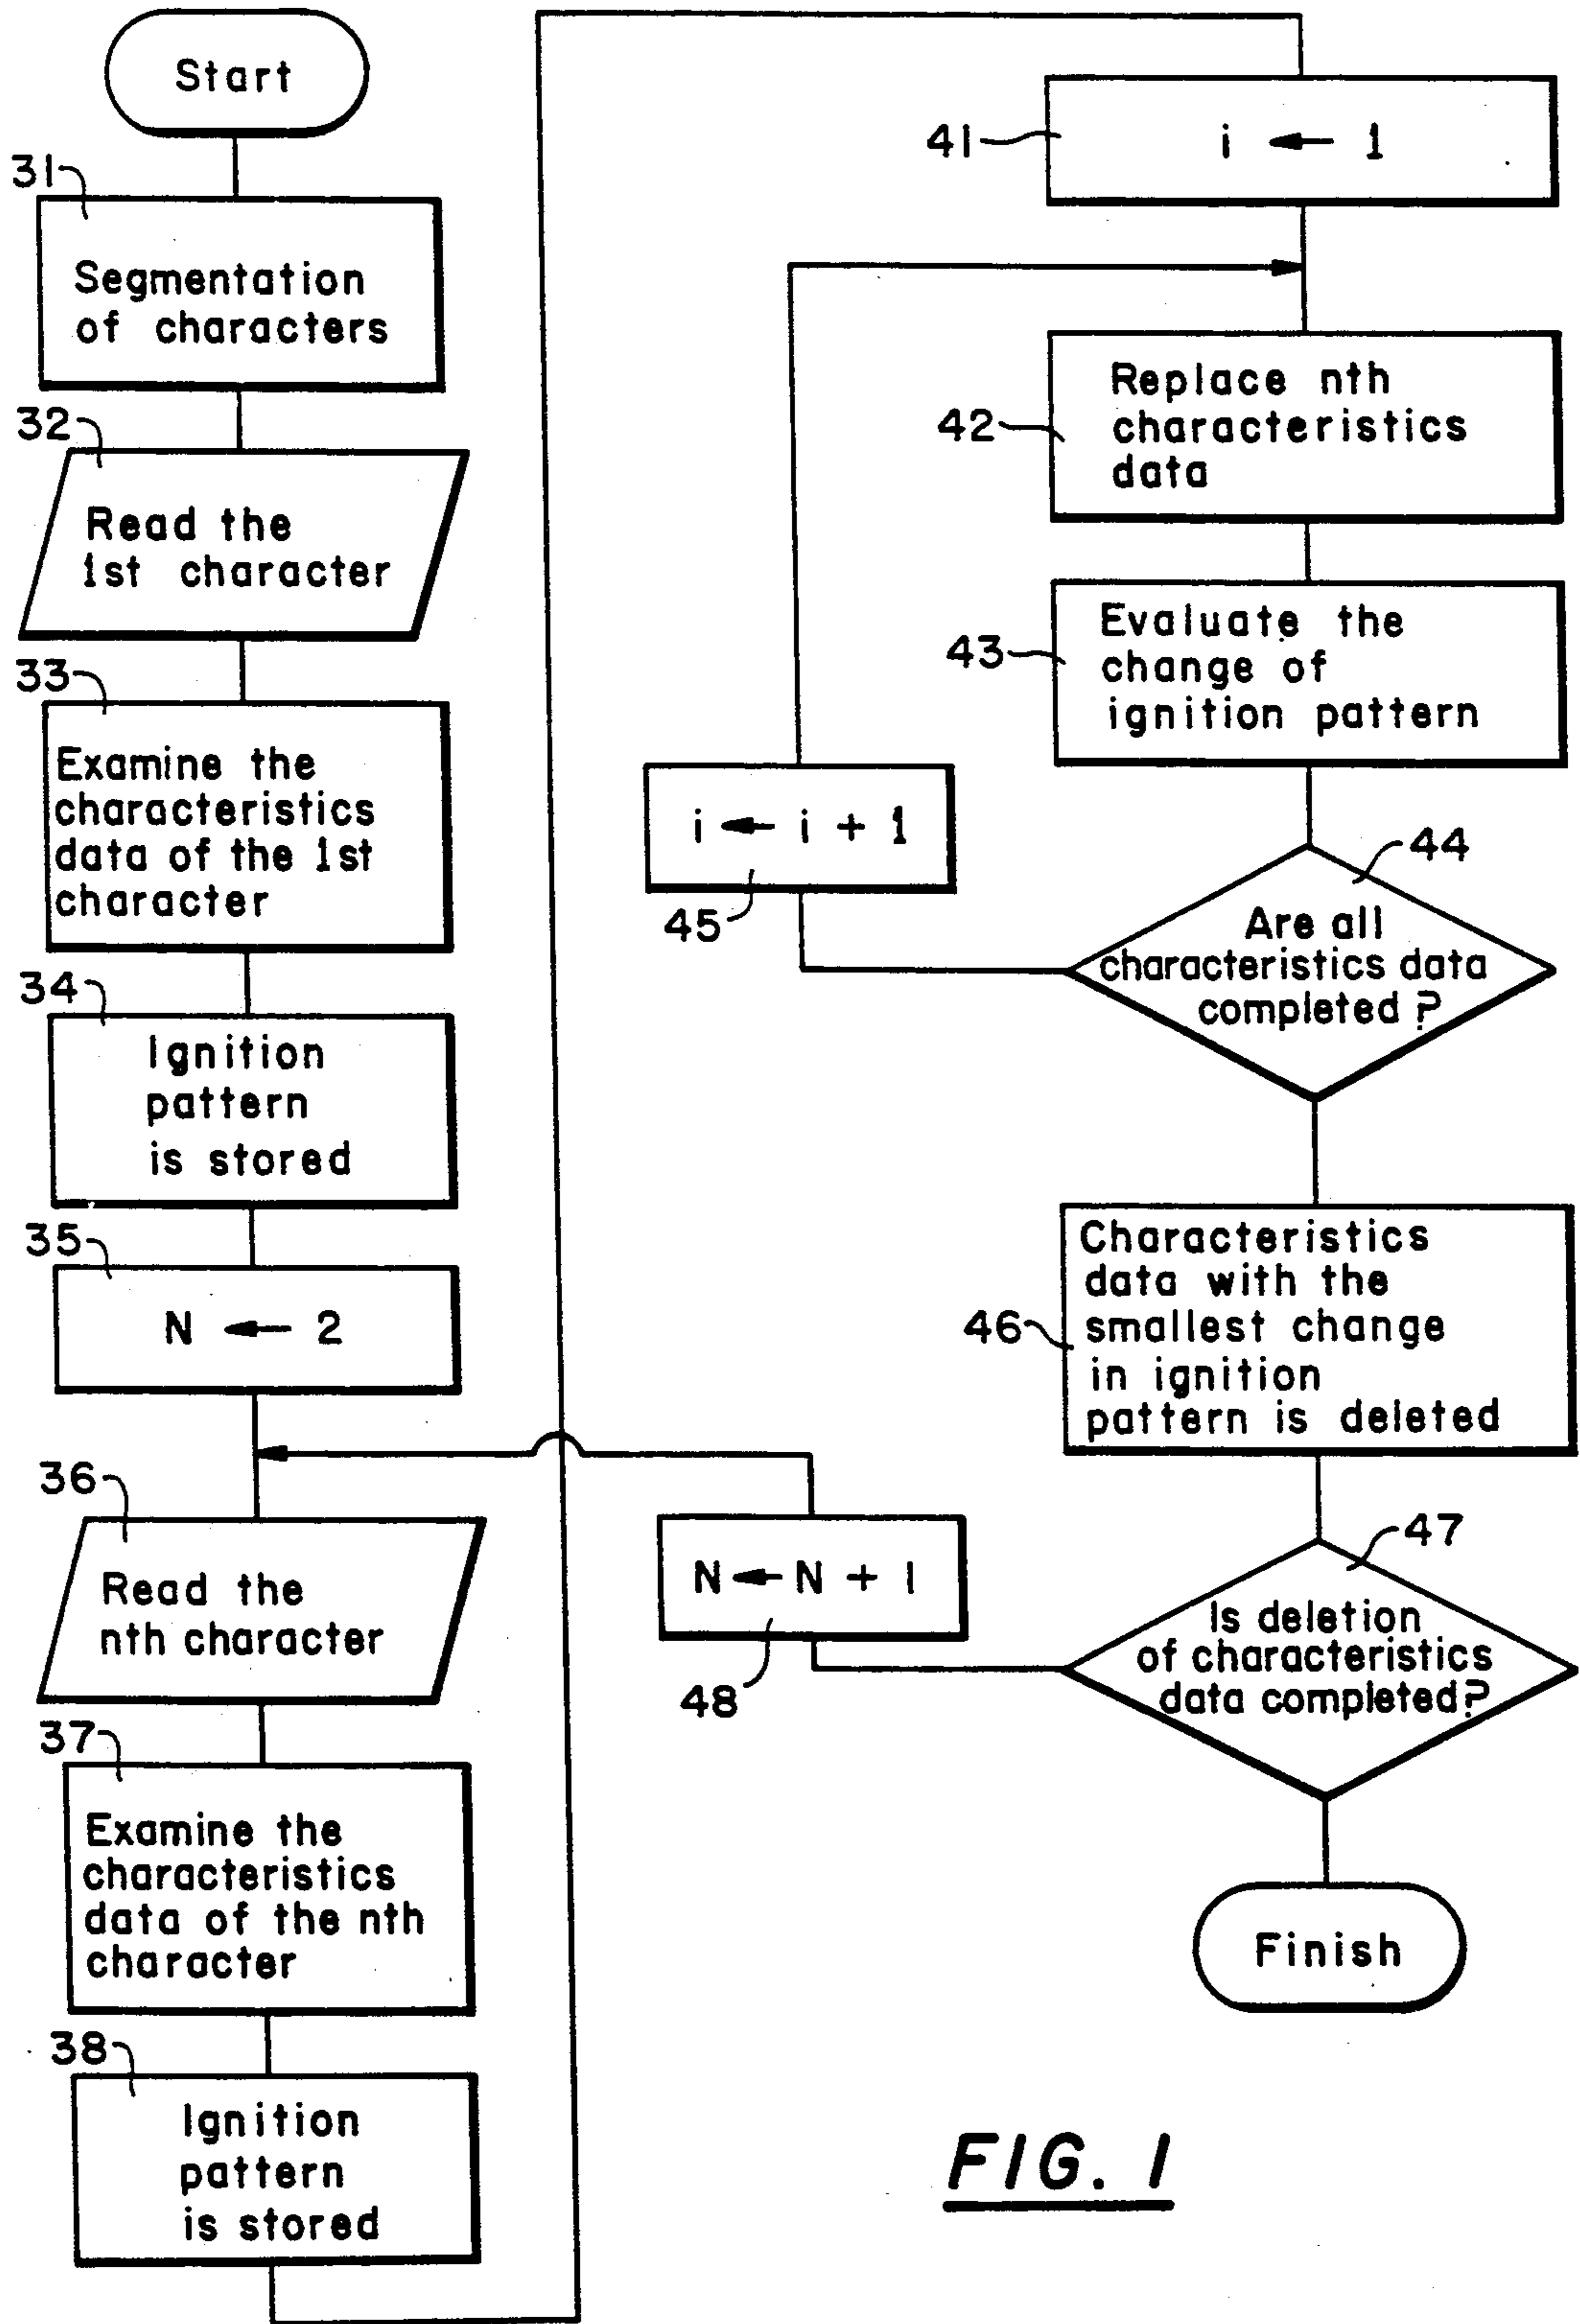 Start
31
Segmentation
of characters
32
Read the
1st character
33
Examine the
characteristics
data of the 1st
character
34
Ignition
pattern
is stored
35
N ← 2
36
Read the
nth character
37
Examine the
characteristics
data of the nth
character
38
Ignition
pattern
is stored
41
i ← 1
42
Replace nth
characteristics
data
43
Evaluate the
change of
ignition pattern
44
Are all
characteristics data
completed?
45
i ← i + 1
46
Characteristics
data with the
smallest change
in ignition
pattern is deleted
47
Is deletion
of characteristics
data completed?
48
N ← N + 1
Finish
FIG. 1